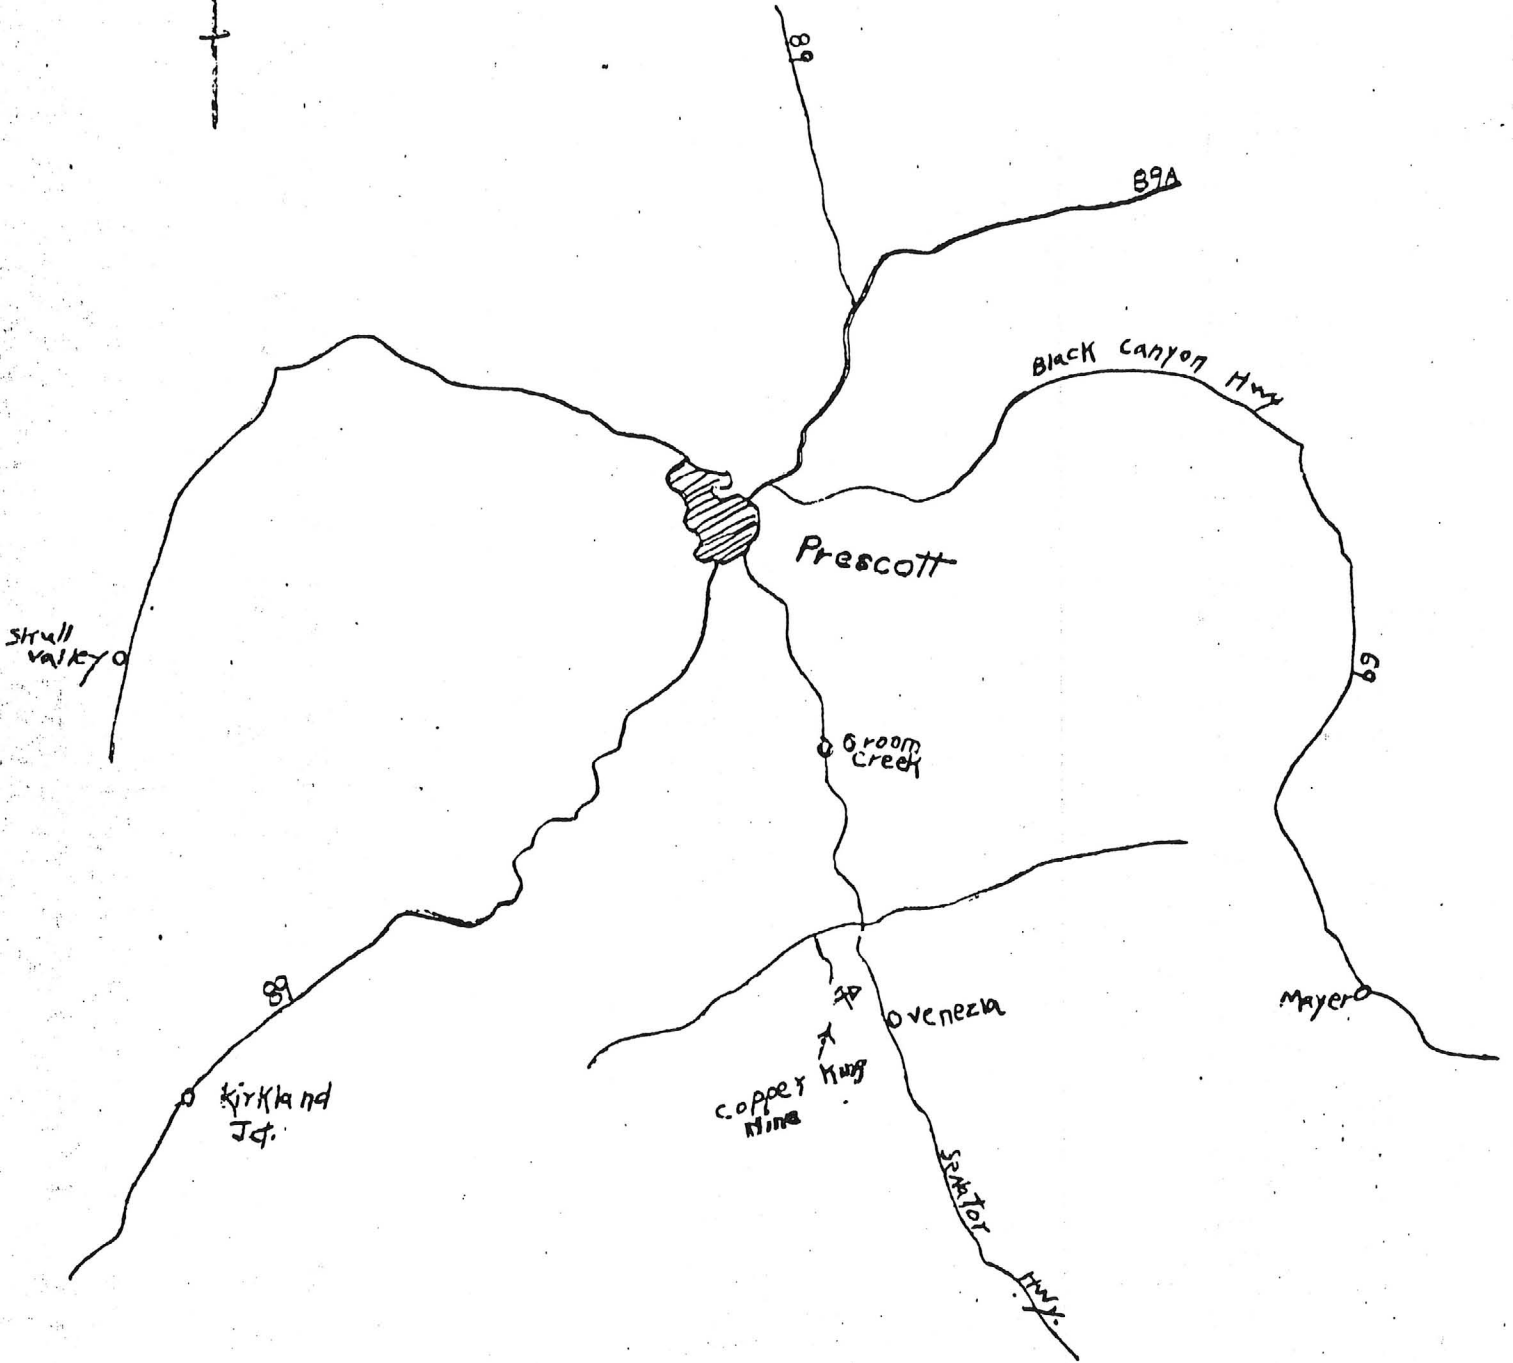 89
89A
Black Canyon Hwy
Prescott
Skull
Valley
69
Groom
Creek
89
Venezia
Mayer
Kirkland
Jct.
Copper King
Mine
Senator
Hwy.